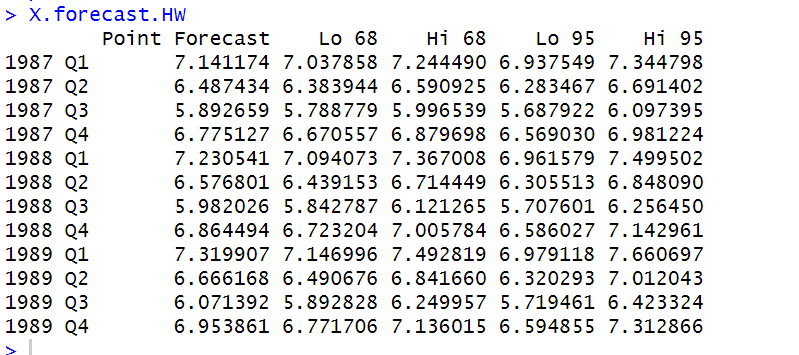 > X.forecast.HW
        Point Forecast    Lo 68    Hi 68    Lo 95    Hi 95
1987 Q1       7.141174 7.037858 7.244490 6.937549 7.344798
1987 Q2       6.487434 6.383944 6.590925 6.283467 6.691402
1987 Q3       5.892659 5.788779 5.996539 5.687922 6.097395
1987 Q4       6.775127 6.670557 6.879698 6.569030 6.981224
1988 Q1       7.230541 7.094073 7.367008 6.961579 7.499502
1988 Q2       6.576801 6.439153 6.714449 6.305513 6.848090
1988 Q3       5.982026 5.842787 6.121265 5.707601 6.256450
1988 Q4       6.864494 6.723204 7.005784 6.586027 7.142961
1989 Q1       7.319907 7.146996 7.492819 6.979118 7.660697
1989 Q2       6.666168 6.490676 6.841660 6.320293 7.012043
1989 Q3       6.071392 5.892828 6.249957 5.719461 6.423324
1989 Q4       6.953861 6.771706 7.136015 6.594855 7.312866
>